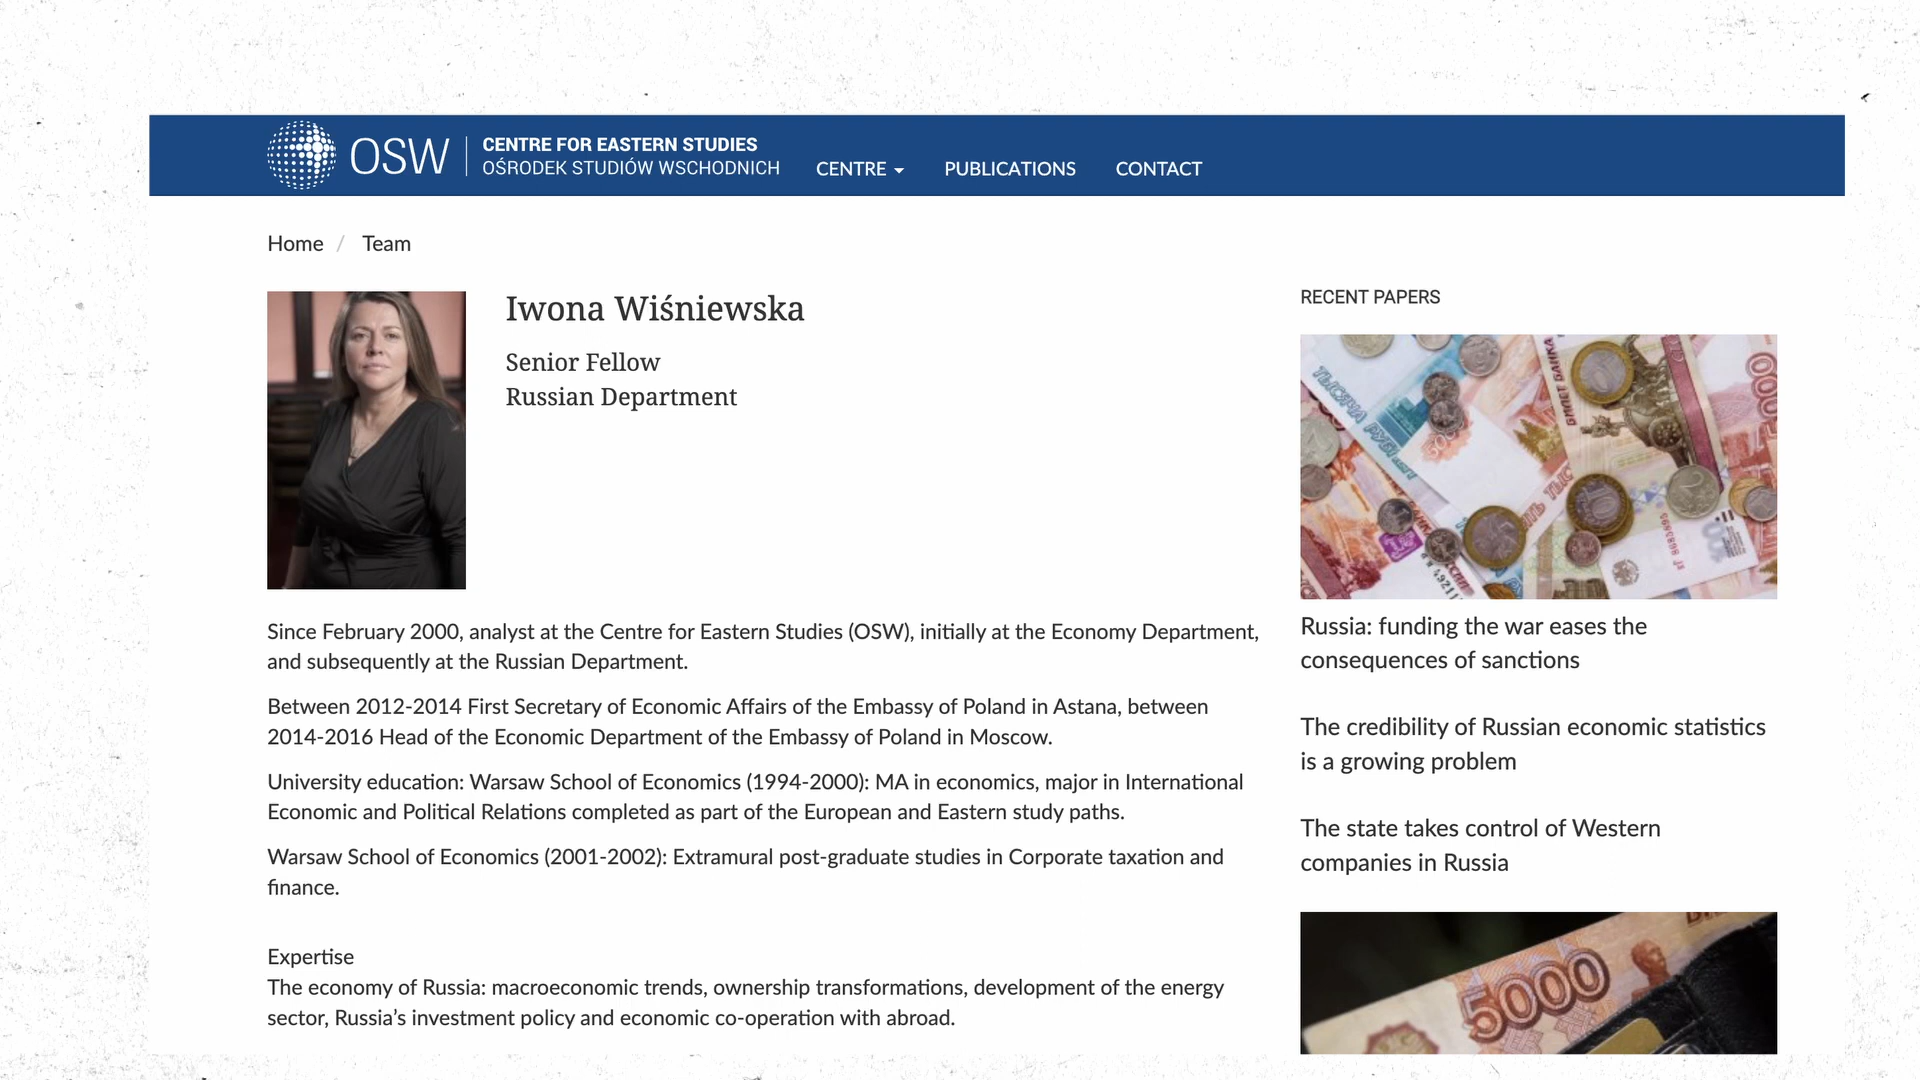 OSW
CENTRE FOR EASTERN STUDIES
OŚRODEK STUDIÓW WSCHODNICH
CENTRE
PUBLICATIONS
CONTACT
Home / Team
Iwona Wiśniewska
Senior Fellow
Russian Department
Since February 2000, analyst at the Centre for Eastern Studies (OSW), initially at the Economy Department,
and subsequently at the Russian Department.
Between 2012-2014 First Secretary of Economic Affairs of the Embassy of Poland in Astana, between
2014-2016 Head of the Economic Department of the Embassy of Poland in Moscow.
University education: Warsaw School of Economics (1994-2000): MA in economics, major in International
Economic and Political Relations completed as part of the European and Eastern study paths.
Warsaw School of Economics (2001-2002): Extramural post-graduate studies in Corporate taxation and
finance.
Expertise
The economy of Russia: macroeconomic trends, ownership transformations, development of the energy
sector, Russia’s investment policy and economic co-operation with abroad.
RECENT PAPERS
ТЫСЯЧА РУБЛЕЙ
БИЛЕТ БАНКА
Russia: funding the war eases the
consequences of sanctions
The credibility of Russian economic statistics
is a growing problem
The state takes control of Western
companies in Russia
5000